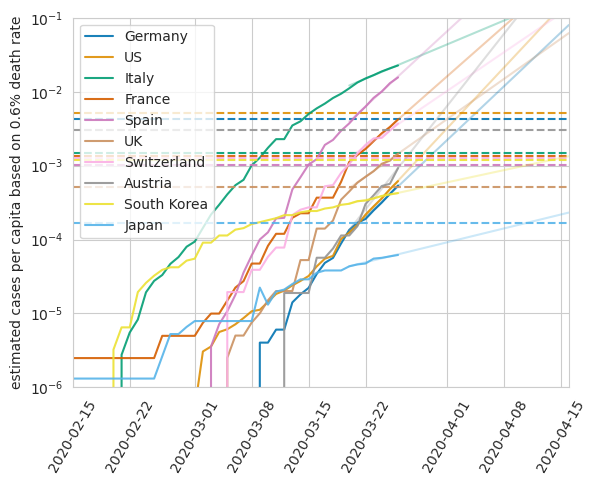 estimated cases per capita based on 0.6% death rate
10⁻¹
10⁻²
10⁻³
10⁻⁴
10⁻⁵
10⁻⁶
Germany
US
Italy
France
Spain
UK
Switzerland
Austria
South Korea
Japan
2020-02-15
2020-02-22
2020-03-01
2020-03-08
2020-03-15
2020-03-22
2020-04-01
2020-04-08
2020-04-15